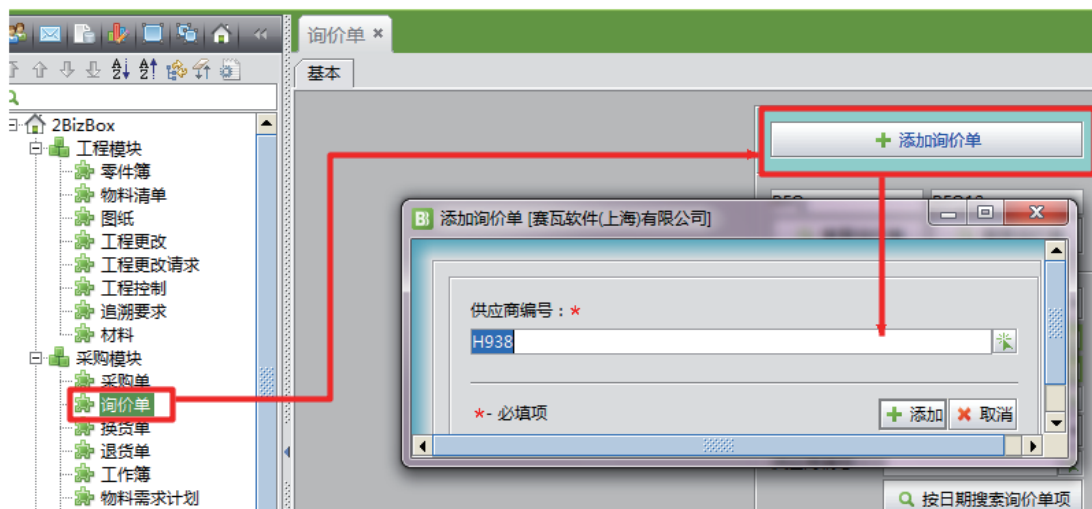 询价单
基本
2BizBox
工程模块
零件簿
物料清单
图纸
工程更改
工程更改请求
工程控制
追溯要求
材料
采购模块
采购单
询价单
换货单
退货单
工作簿
物料需求计划
添加询价单
添加询价单 [赛瓦软件(上海)有限公司]
供应商编号：*
H938
*- 必填项
添加 取消
按日期搜索询价单项